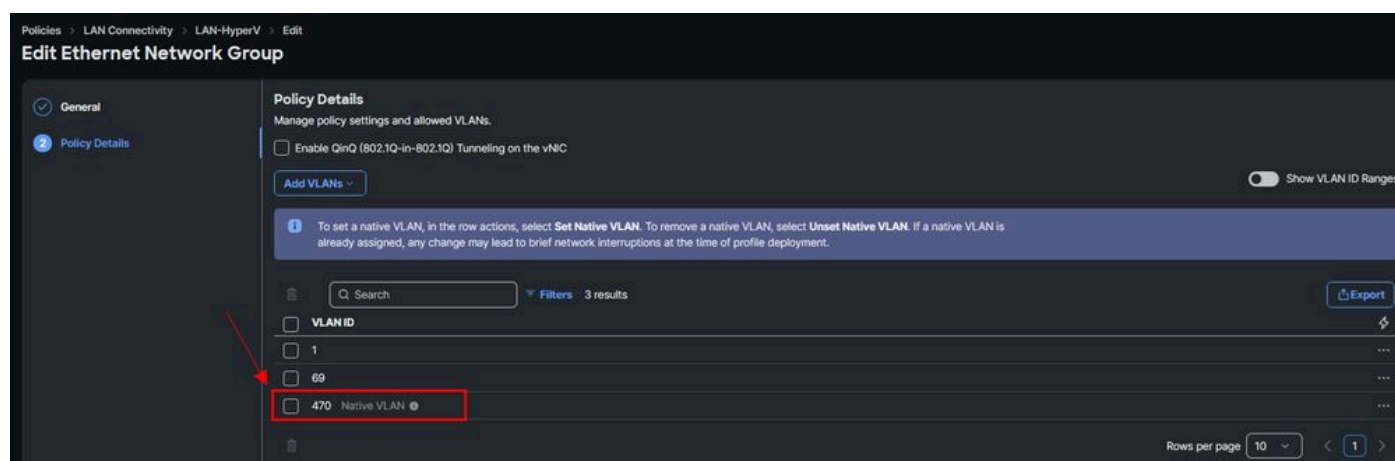 Policies > LAN Connectivity > LAN-HyperV > Edit
Edit Ethernet Network Group
General
2 Policy Details
Policy Details
Manage policy settings and allowed VLANs.
Enable QinQ (802.1Q-in-802.1Q) Tunneling on the vNIC
Add VLANs
Show VLAN ID Ranges
To set a native VLAN, in the row actions, select Set Native VLAN. To remove a native VLAN, select Unset Native VLAN. If a native VLAN is
already assigned, any change may lead to brief network interruptions at the time of profile deployment.
Search Filters 3 results Export
VLAN ID
1
69
470 Native VLAN
Rows per page 10 < 1 >